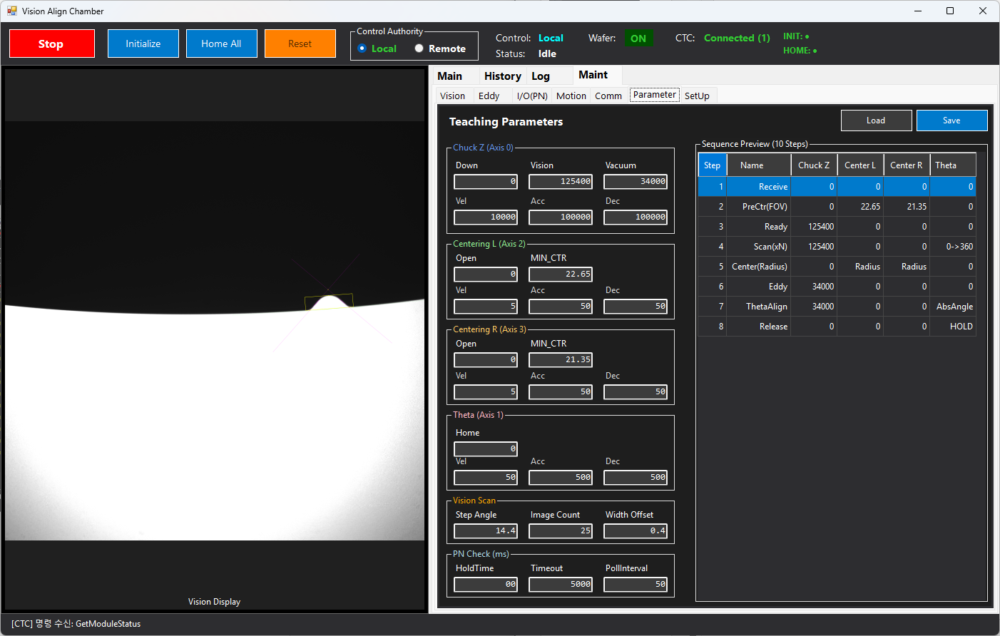 Vision Align Chamber
Stop
Initialize
Home All
Reset
Control Authority
Local
Remote
Control: Local
Status: Idle
Wafer: ON
CTC: Connected (1)
INIT: ●
HOME: ●
Main History Log Maint
Vision Eddy I/O(PN) Motion Comm Parameter SetUp
Teaching Parameters
Load
Save
Chuck Z (Axis 0)
Down Vision Vacuum
0 125400 34000
Vel Acc Dec
10000 100000 100000
Centering L (Axis 2)
Open MIN_CTR
0 22.65
Vel Acc Dec
5 50 50
Centering R (Axis 3)
Open MIN_CTR
0 21.35
Vel Acc Dec
5 50 50
Theta (Axis 1)
Home
0
Vel Acc Dec
50 500 500
Vision Scan
Step Angle Image Count Width Offset
14.4 25 0.4
PN Check (ms)
HoldTime Timeout PollInterval
00 5000 50
Sequence Preview (10 Steps)
Step Name Chuck Z Center L Center R Theta
1 Receive 0 0 0 0
2 PreCtr(FOV) 0 22.65 21.35 0
3 Ready 125400 0 0 0
4 Scan(xN) 125400 0 0 0->360
5 Center(Radius) 0 Radius Radius 0
6 Eddy 34000 0 0 0
7 ThetaAlign 34000 0 0 AbsAngle
8 Release 0 0 0 HOLD
Vision Display
[CTC] 명령 수신: GetModuleStatus